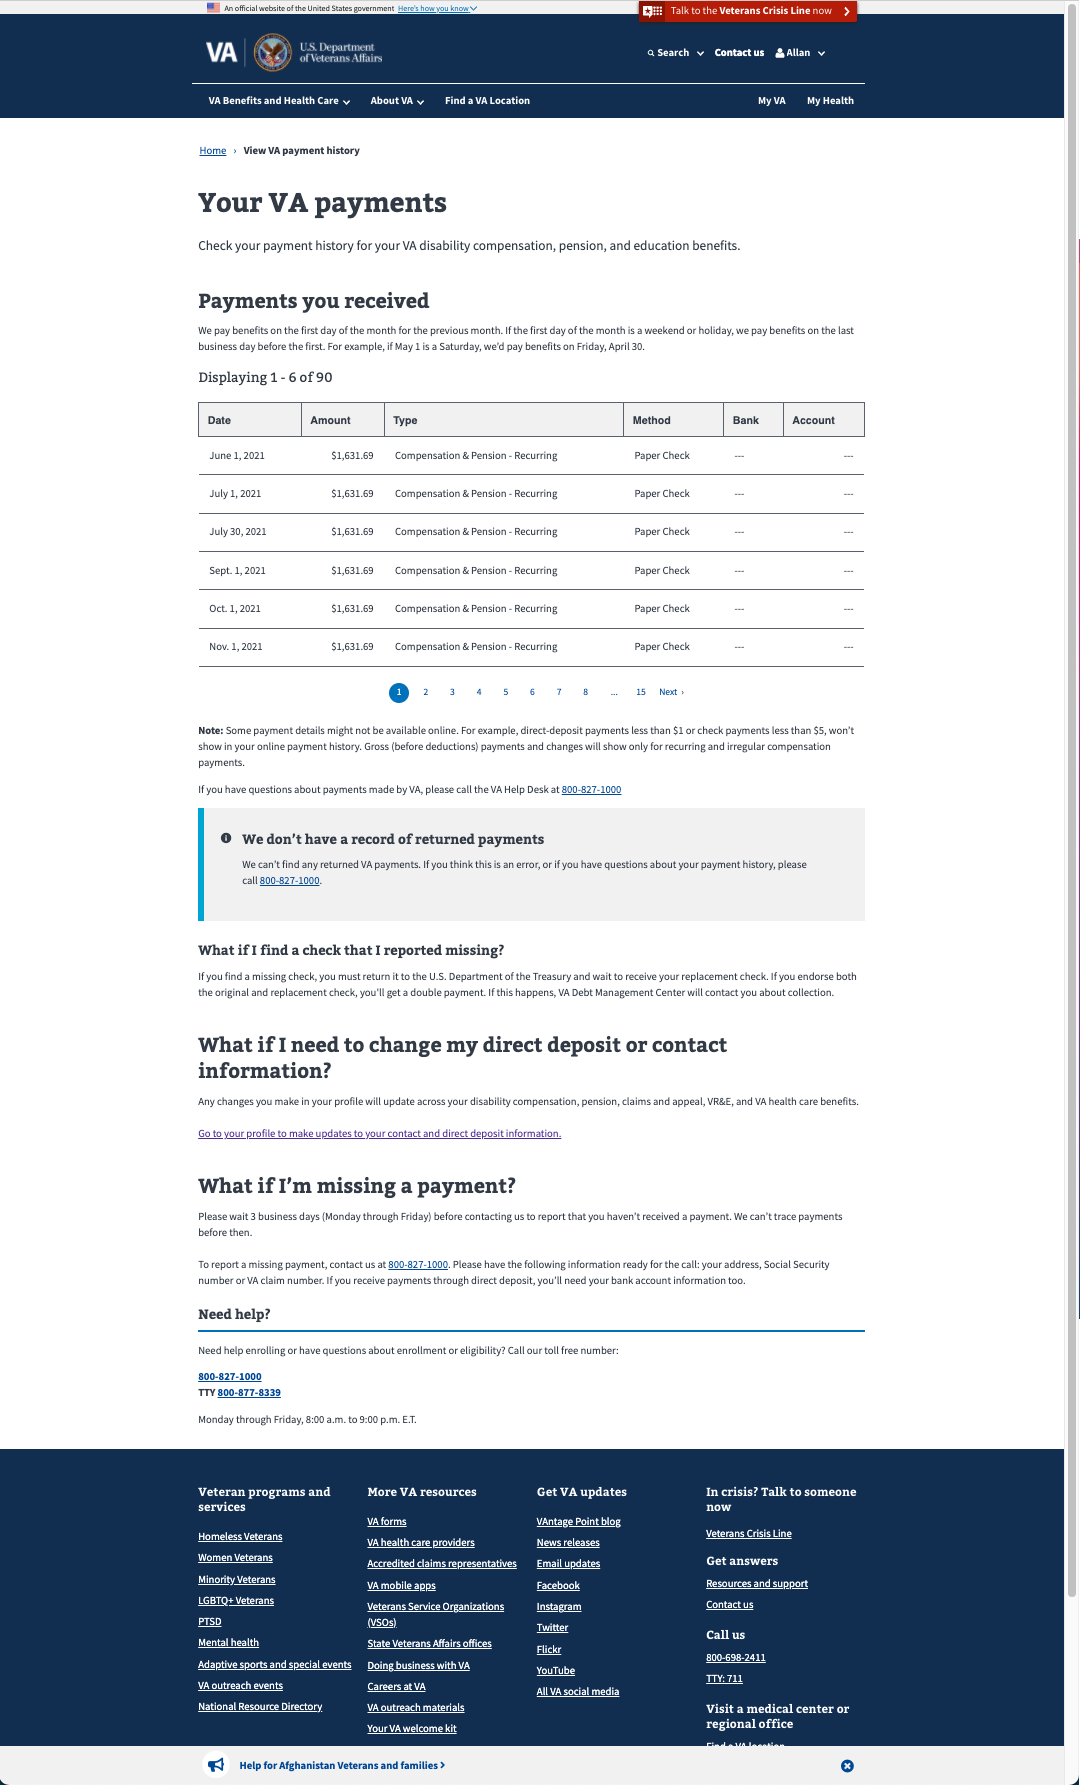 An official website of the United States government Here's how you know
Talk to the Veterans Crisis Line now
VA
U.S. Department
of Veterans Affairs
Search Contact us Allan
VA Benefits and Health Care About VA Find a VA Location My VA My Health
Home › View VA payment history
Your VA payments
Check your payment history for your VA disability compensation, pension, and education benefits.
Payments you received
We pay benefits on the first day of the month for the previous month. If the first day of the month is a weekend or holiday, we pay benefits on the last
business day before the first. For example, if May 1 is a Saturday, we'd pay benefits on Friday, April 30.
Displaying 1 - 6 of 90
Date Amount Type Method Bank Account
June 1, 2021 $1,631.69 Compensation & Pension - Recurring Paper Check --- ---
July 1, 2021 $1,631.69 Compensation & Pension - Recurring Paper Check --- ---
July 30, 2021 $1,631.69 Compensation & Pension - Recurring Paper Check --- ---
Sept. 1, 2021 $1,631.69 Compensation & Pension - Recurring Paper Check --- ---
Oct. 1, 2021 $1,631.69 Compensation & Pension - Recurring Paper Check --- ---
Nov. 1, 2021 $1,631.69 Compensation & Pension - Recurring Paper Check --- ---
1 2 3 4 5 6 7 8 ... 15 Next ›
Note: Some payment details might not be available online. For example, direct-deposit payments less than $1 or check payments less than $5, won't
show in your online payment history. Gross (before deductions) payments and changes will show only for recurring and irregular compensation
payments.
If you have questions about payments made by VA, please call the VA Help Desk at 800-827-1000
We don't have a record of returned payments
We can't find any returned VA payments. If you think this is an error, or if you have questions about your payment history, please
call 800-827-1000.
What if I find a check that I reported missing?
If you find a missing check, you must return it to the U.S. Department of the Treasury and wait to receive your replacement check. If you endorse both
the original and replacement check, you'll get a double payment. If this happens, VA Debt Management Center will contact you about collection.
What if I need to change my direct deposit or contact
information?
Any changes you make in your profile will update across your disability compensation, pension, claims and appeal, VR&E, and VA health care benefits.
Go to your profile to make updates to your contact and direct deposit information.
What if I'm missing a payment?
Please wait 3 business days (Monday through Friday) before contacting us to report that you haven't received a payment. We can't trace payments
before then.
To report a missing payment, contact us at 800-827-1000. Please have the following information ready for the call: your address, Social Security
number or VA claim number. If you receive payments through direct deposit, you'll need your bank account information too.
Need help?
Need help enrolling or have questions about enrollment or eligibility? Call our toll free number:
800-827-1000
TTY 800-877-8339
Monday through Friday, 8:00 a.m. to 9:00 p.m. E.T.
Veteran programs and
services
Homeless Veterans
Women Veterans
Minority Veterans
LGBTQ+ Veterans
PTSD
Mental health
Adaptive sports and special events
VA outreach events
National Resource Directory
More VA resources
VA forms
VA health care providers
Accredited claims representatives
VA mobile apps
Veterans Service Organizations
(VSOs)
State Veterans Affairs offices
Doing business with VA
Careers at VA
VA outreach materials
Your VA welcome kit
Get VA updates
VAntage Point blog
News releases
Email updates
Facebook
Instagram
Twitter
Flickr
YouTube
All VA social media
In crisis? Talk to someone
now
Veterans Crisis Line
Get answers
Resources and support
Contact us
Call us
800-698-2411
TTY: 711
Visit a medical center or
regional office
Find a VA location
Help for Afghanistan Veterans and families